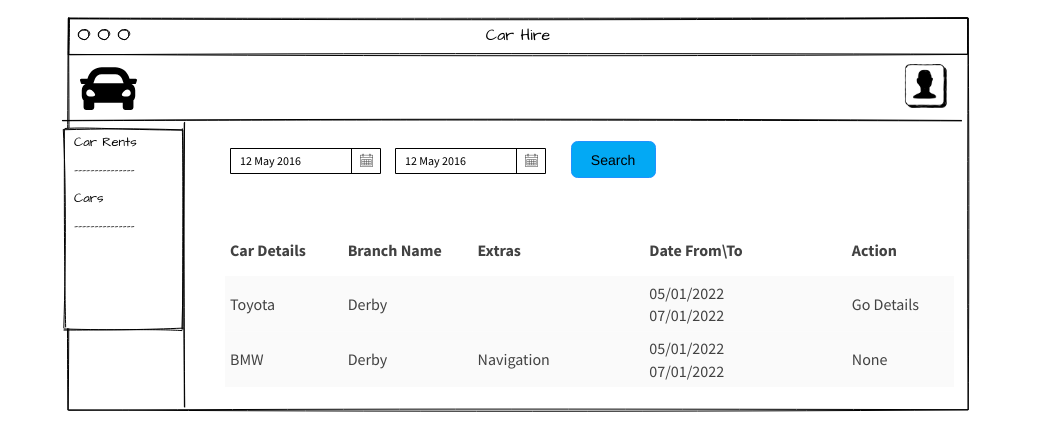 Car Hire
Car Rents
---------------
Cars
---------------
12 May 2016 12 May 2016 Search
Car Details Branch Name Extras Date From\To Action
Toyota Derby 05/01/2022 07/01/2022 Go Details
BMW Derby Navigation 05/01/2022 07/01/2022 None